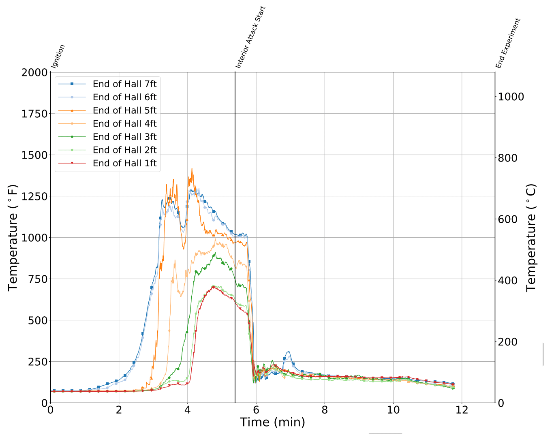 Ignition
Interior Attack Start
End Experiment
2000
1750
1500
1250
1000
750
500
250
0
Temperature (°F)
End of Hall 7ft
End of Hall 6ft
End of Hall 5ft
End of Hall 4ft
End of Hall 3ft
End of Hall 2ft
End of Hall 1ft
1000
800
600
400
200
0
Temperature (°C)
0 2 4 6 8 10 12
Time (min)